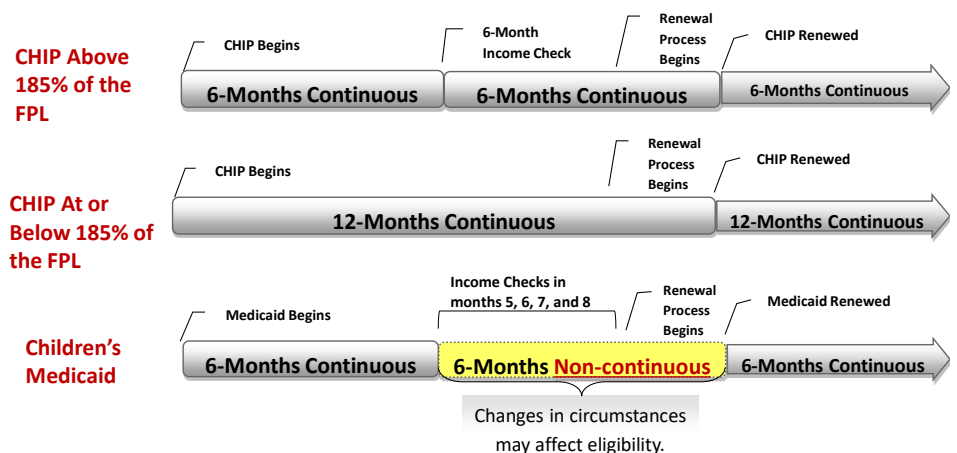 CHIP Above
185% of the
FPL
CHIP Begins
6-Month
Income Check
Renewal
Process
Begins
CHIP Renewed
6-Months Continuous
6-Months Continuous
6-Months Continuous
CHIP At or
Below 185% of
the FPL
CHIP Begins
Renewal
Process
Begins
CHIP Renewed
12-Months Continuous
12-Months Continuous
Children’s
Medicaid
Medicaid Begins
Income Checks in
months 5, 6, 7, and 8
Renewal
Process
Begins
Medicaid Renewed
6-Months Continuous
6-Months Non-continuous
6-Months Continuous
Changes in circumstances
may affect eligibility.